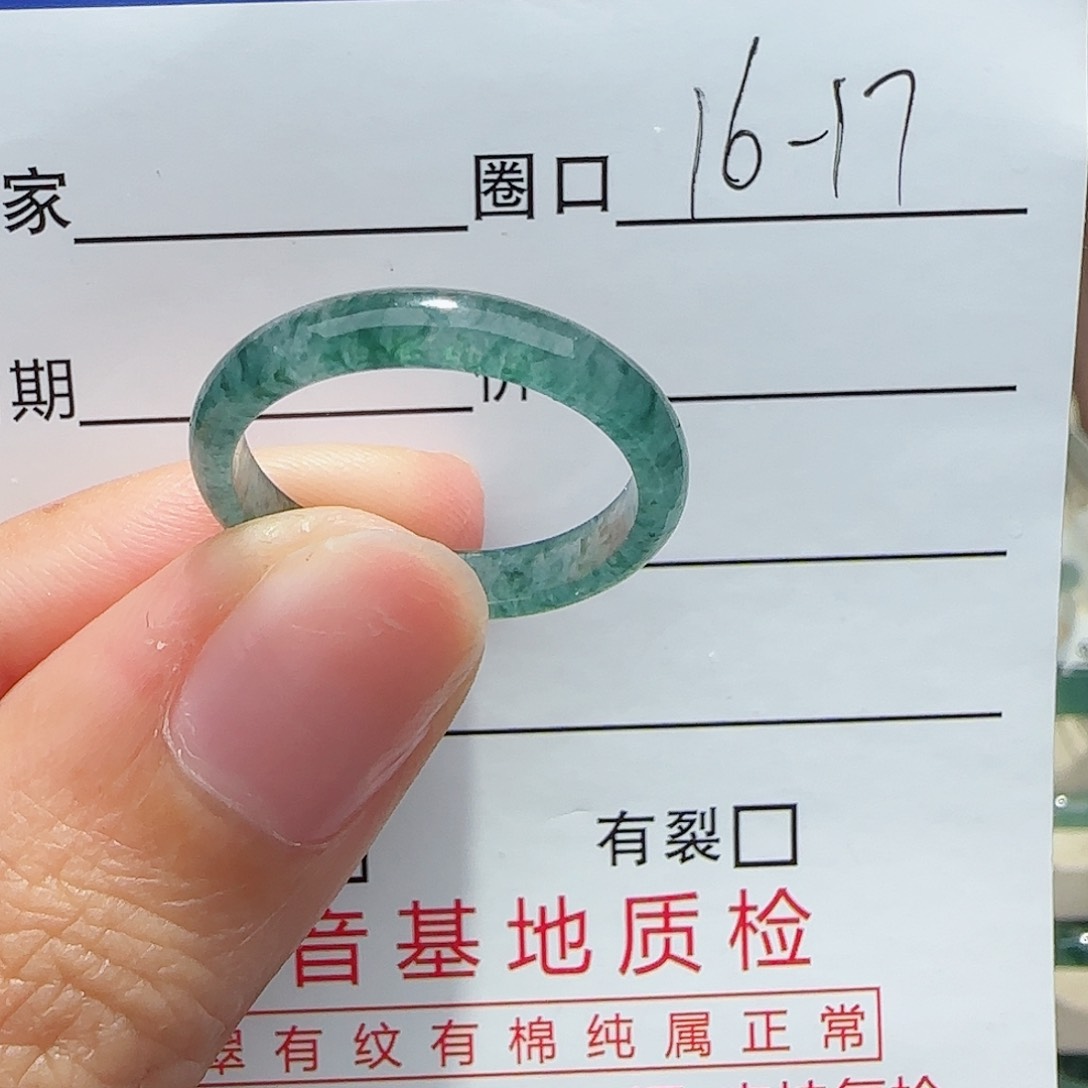 家 圈口 16-17
期
有裂
音基地质检
有纹有棉纯属正常